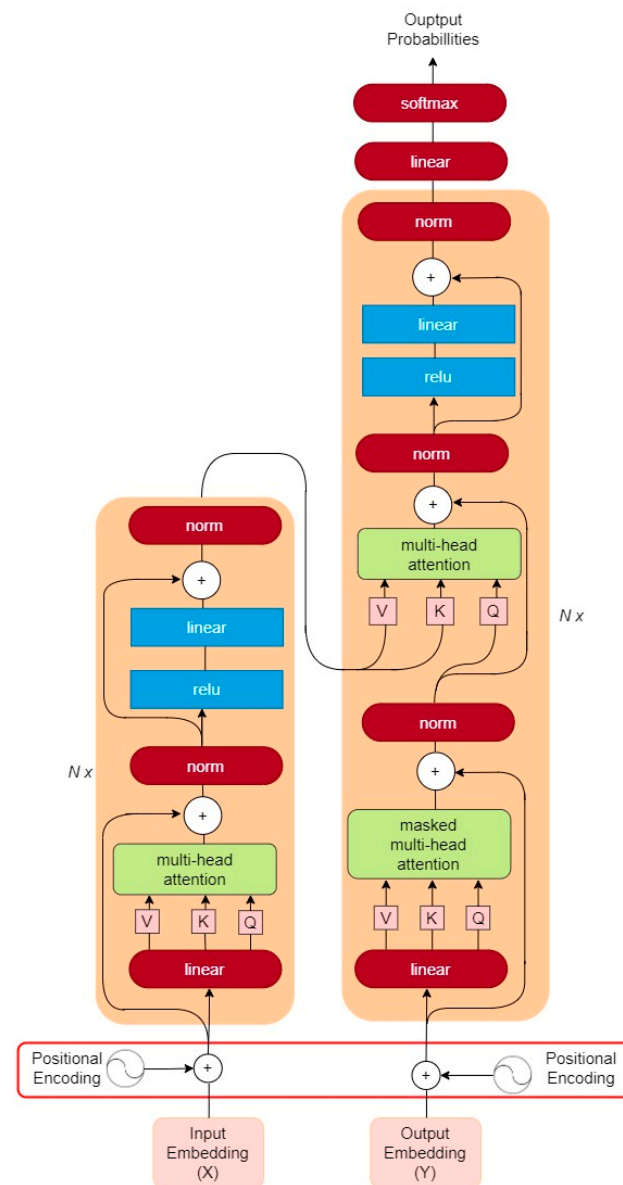 Ouptput
Probabillities
softmax
linear
norm
+
linear
relu
norm
+
multi-head
attention
V K Q
N x
norm
+
masked
multi-head
attention
V K Q
linear
norm
+
linear
relu
N x
norm
+
multi-head
attention
V K Q
linear
Positional
Encoding
+
+
Positional
Encoding
Input
Embedding
(X)
Output
Embedding
(Y)